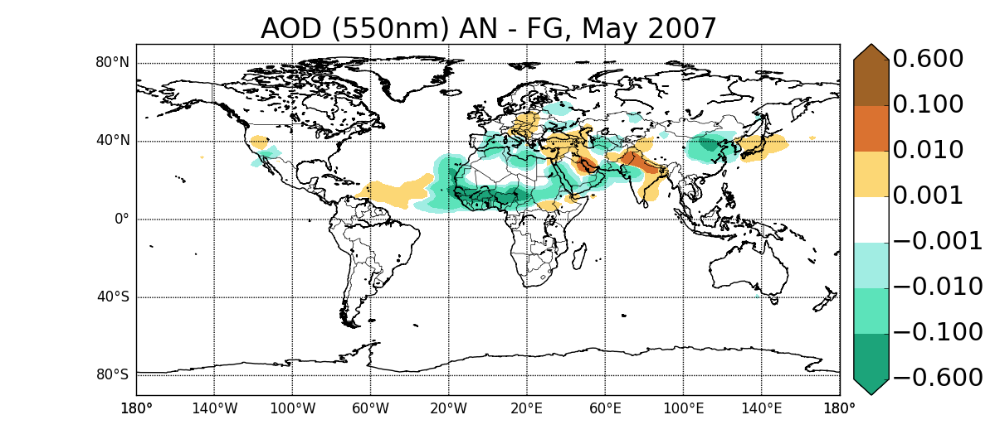 AOD (550nm) AN - FG, May 2007
80°N
40°N
0°
40°S
80°S
180°
140°W
100°W
60°W
20°W
20°E
60°E
100°E
140°E
180°
0.600
0.100
0.010
0.001
−0.001
−0.010
−0.100
−0.600